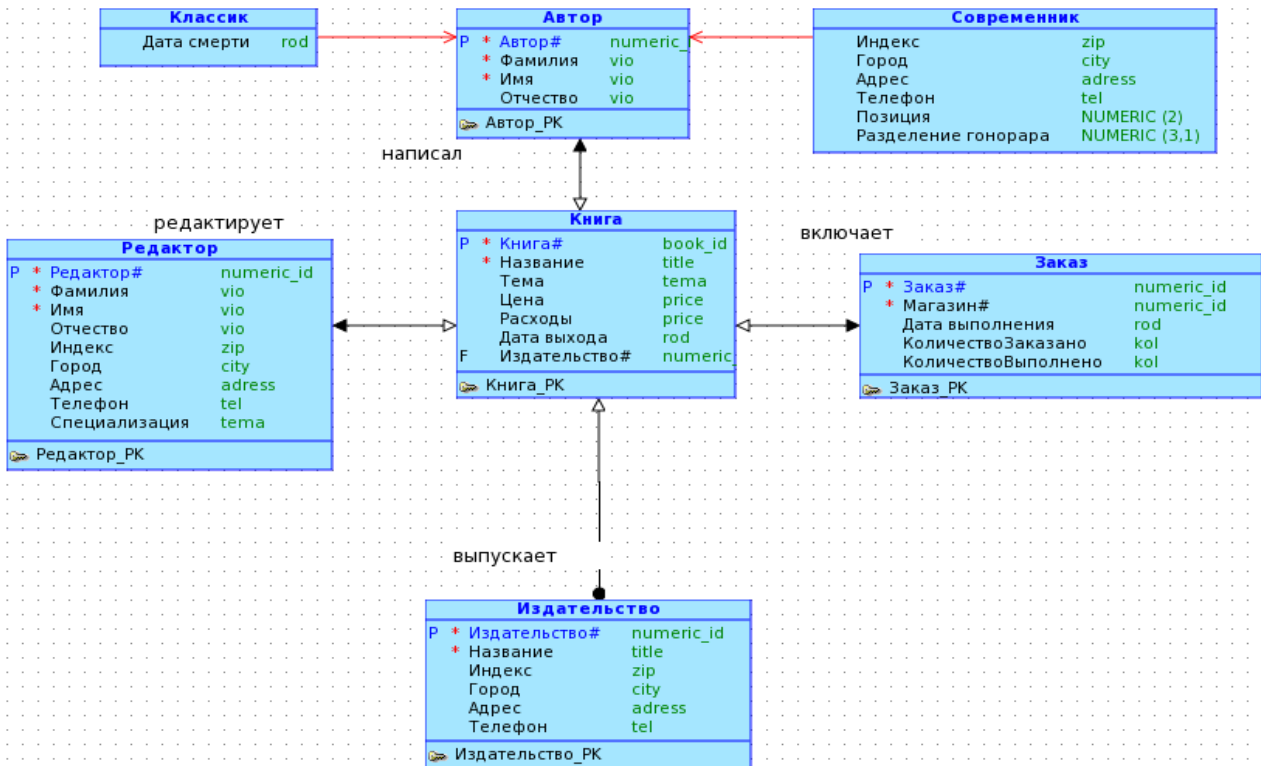 Классик
Дата смерти rod
Автор
P * Автор# numeric_i
* Фамилия vio
* Имя vio
Отчество vio
Автор_PK
Современник
Индекс zip
Город city
Адрес adress
Телефон tel
Позиция NUMERIC (2)
Разделение гонорара NUMERIC (3,1)
написал
редактирует
включает
Редактор
P * Редактор# numeric_id
* Фамилия vio
* Имя vio
Отчество vio
Индекс zip
Город city
Адрес adress
Телефон tel
Специализация tema
Редактор_PK
Книга
P * Книга# book_id
* Название title
Тема tema
Цена price
Расходы price
Дата выхода rod
F Издательство# numeric_
Книга_PK
Заказ
P * Заказ# numeric_id
* Магазин# numeric_id
Дата выполнения rod
КоличествоЗаказано kol
КоличествоВыполнено kol
Заказ_PK
выпускает
Издательство
P * Издательство# numeric_id
* Название title
Индекс zip
Город city
Адрес adress
Телефон tel
Издательство_PK